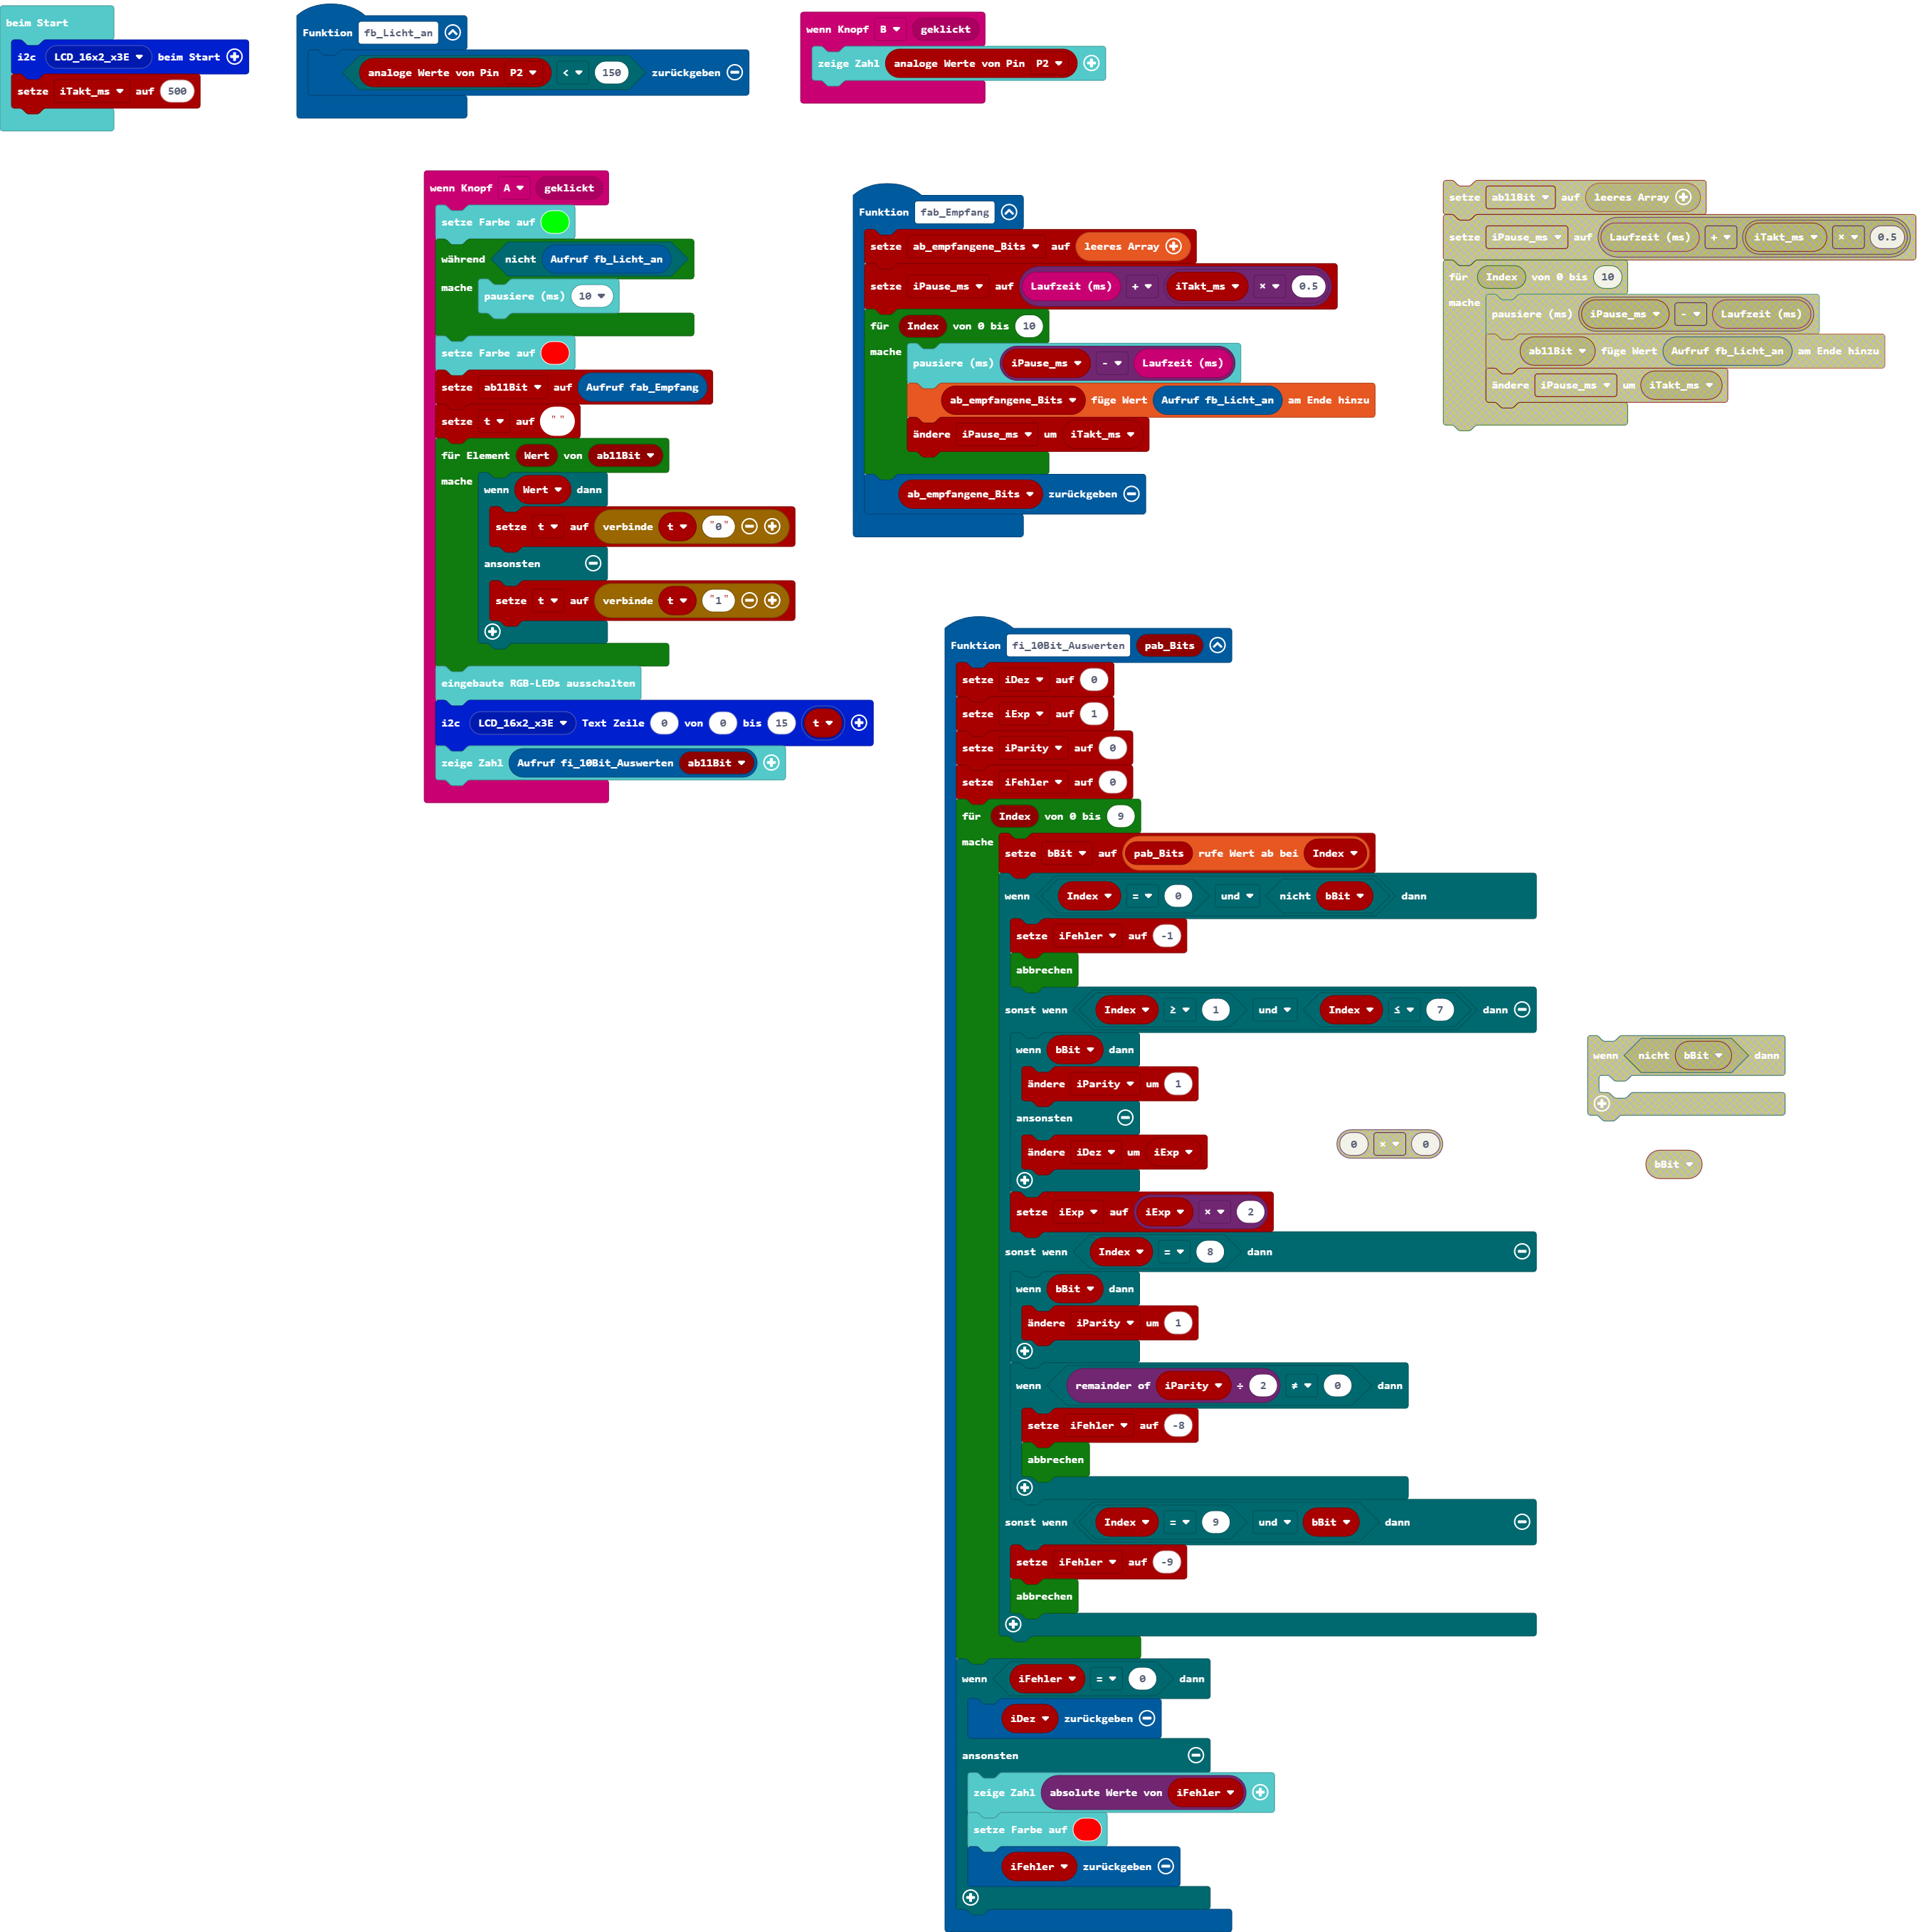 beim Start
i2c LCD_16x2_x3E beim Start
setze iTakt_ms auf 500
Funktion fb_Licht_an
analoge Werte von Pin P2 < 150 zurückgeben
wenn Knopf B geklickt
zeige Zahl analoge Werte von Pin P2
wenn Knopf A geklickt
setze Farbe auf
während nicht Aufruf fb_Licht_an
mache
pausiere (ms) 10
setze Farbe auf
setze ab11Bit auf Aufruf fab_Empfang
setze t auf " "
für Element Wert von ab11Bit
mache
wenn Wert dann
setze t auf verbinde t "0"
ansonsten
setze t auf verbinde t "1"
eingebaute RGB-LEDs ausschalten
i2c LCD_16x2_x3E Text Zeile 0 von 0 bis 15 t
zeige Zahl Aufruf fi_10Bit_Auswerten ab11Bit
Funktion fab_Empfang
setze ab_empfangene_Bits auf leeres Array
setze iPause_ms auf Laufzeit (ms) + iTakt_ms × 0.5
für Index von 0 bis 10
mache
pausiere (ms) iPause_ms - Laufzeit (ms)
ab_empfangene_Bits füge Wert Aufruf fb_Licht_an am Ende hinzu
ändere iPause_ms um iTakt_ms
ab_empfangene_Bits zurückgeben
setze ab11Bit auf leeres Array
setze iPause_ms auf Laufzeit (ms) + iTakt_ms × 0.5
für Index von 0 bis 10
mache
pausiere (ms) iPause_ms - Laufzeit (ms)
ab11Bit füge Wert Aufruf fb_Licht_an am Ende hinzu
ändere iPause_ms um iTakt_ms
Funktion fi_10Bit_Auswerten pab_Bits
setze iDez auf 0
setze iExp auf 1
setze iParity auf 0
setze iFehler auf 0
für Index von 0 bis 9
mache
setze bBit auf pab_Bits rufe Wert ab bei Index
wenn Index = 0 und nicht bBit dann
setze iFehler auf -1
abbrechen
sonst wenn Index ≥ 1 und Index ≤ 7 dann
wenn bBit dann
ändere iParity um 1
ansonsten
ändere iDez um iExp
setze iExp auf iExp × 2
sonst wenn Index = 8 dann
wenn bBit dann
ändere iParity um 1
wenn remainder of iParity ÷ 2 ≠ 0 dann
setze iFehler auf -8
abbrechen
sonst wenn Index = 9 und bBit dann
setze iFehler auf -9
abbrechen
wenn iFehler = 0 dann
iDez zurückgeben
ansonsten
zeige Zahl absolute Werte von iFehler
setze Farbe auf
iFehler zurückgeben
0 × 0
wenn nicht bBit dann
bBit